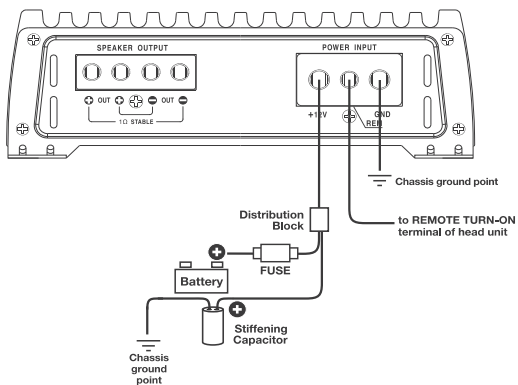 SPEAKER OUTPUT
POWER INPUT
+ OUT + − OUT −
1Ω STABLE
+12V
GND
REM
Chassis ground point
Distribution
Block
to REMOTE TURN-ON
terminal of head unit
+
FUSE
Battery
+
Stiffening
Capacitor
Chassis
ground
point